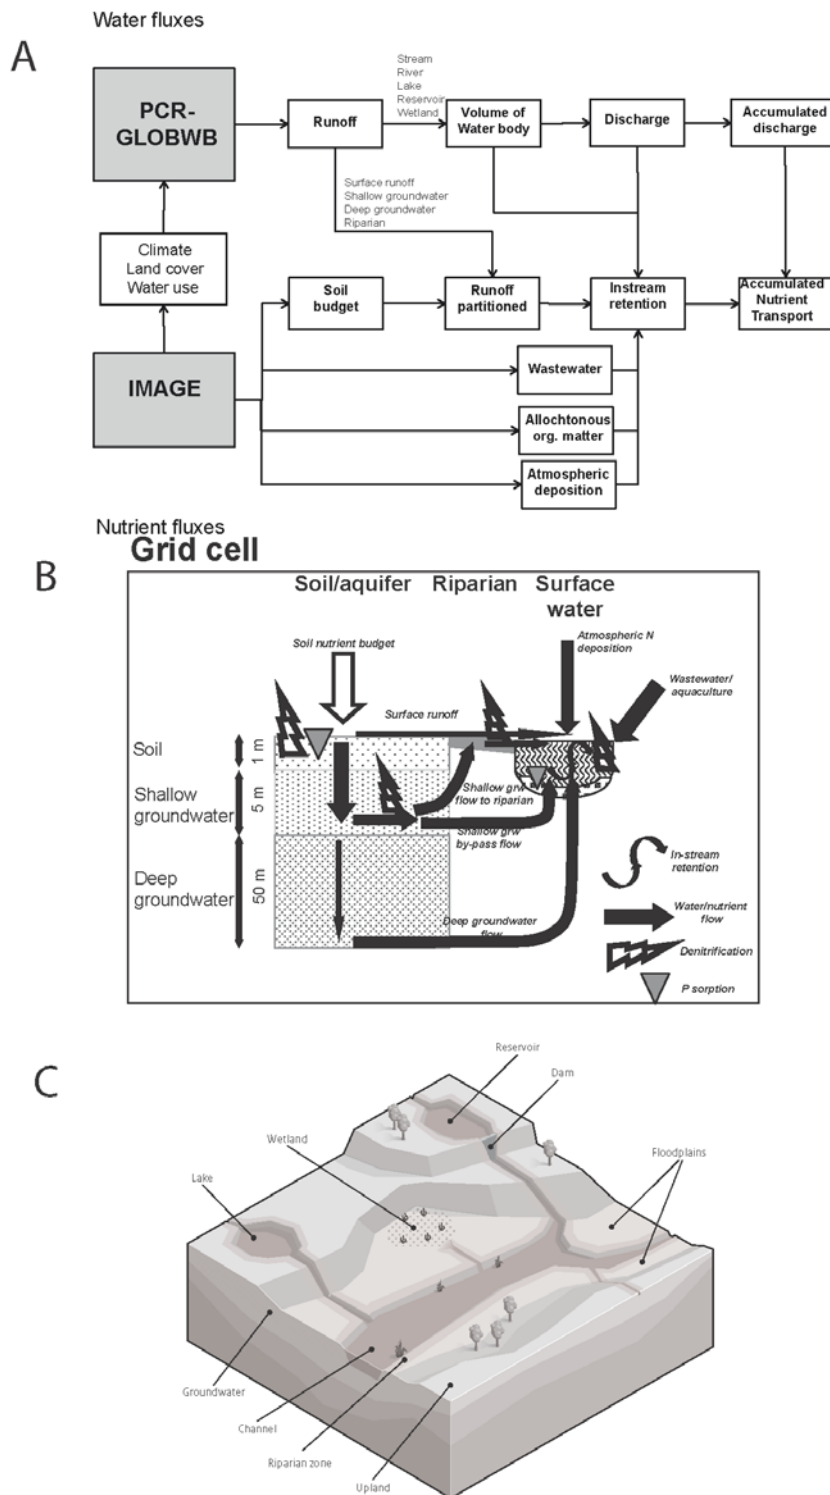 Water fluxes
A
Stream
River
Lake
Reservoir
Wetland
PCR-
GLOBWB
Runoff
Volume of
Water body
Discharge
Accumulated
discharge
Surface runoff
Shallow groundwater
Deep groundwater
Riparian
Climate
Land cover
Water use
Soil
budget
Runoff
partitioned
Instream
retention
Accumulated
Nutrient
Transport
IMAGE
Wastewater
Allochtonous
org. matter
Atmospheric
deposition
Nutrient fluxes
Grid cell
B
Soil/aquifer
Riparian
Surface
water
Soil nutrient budget
Atmospheric N
deposition
Wastewater/
aquaculture
Surface runoff
Soil
1 m
Shallow
groundwater
5 m
Shallow grw
flow to riparian
Shallow grw
by-pass flow
Deep
groundwater
50 m
Deep groundwater
flow
In-stream
retention
Water/nutrient
flow
Denitrification
P sorption
C
Reservoir
Dam
Wetland
Floodplains
Lake
Groundwater
Channel
Riparian zone
Upland